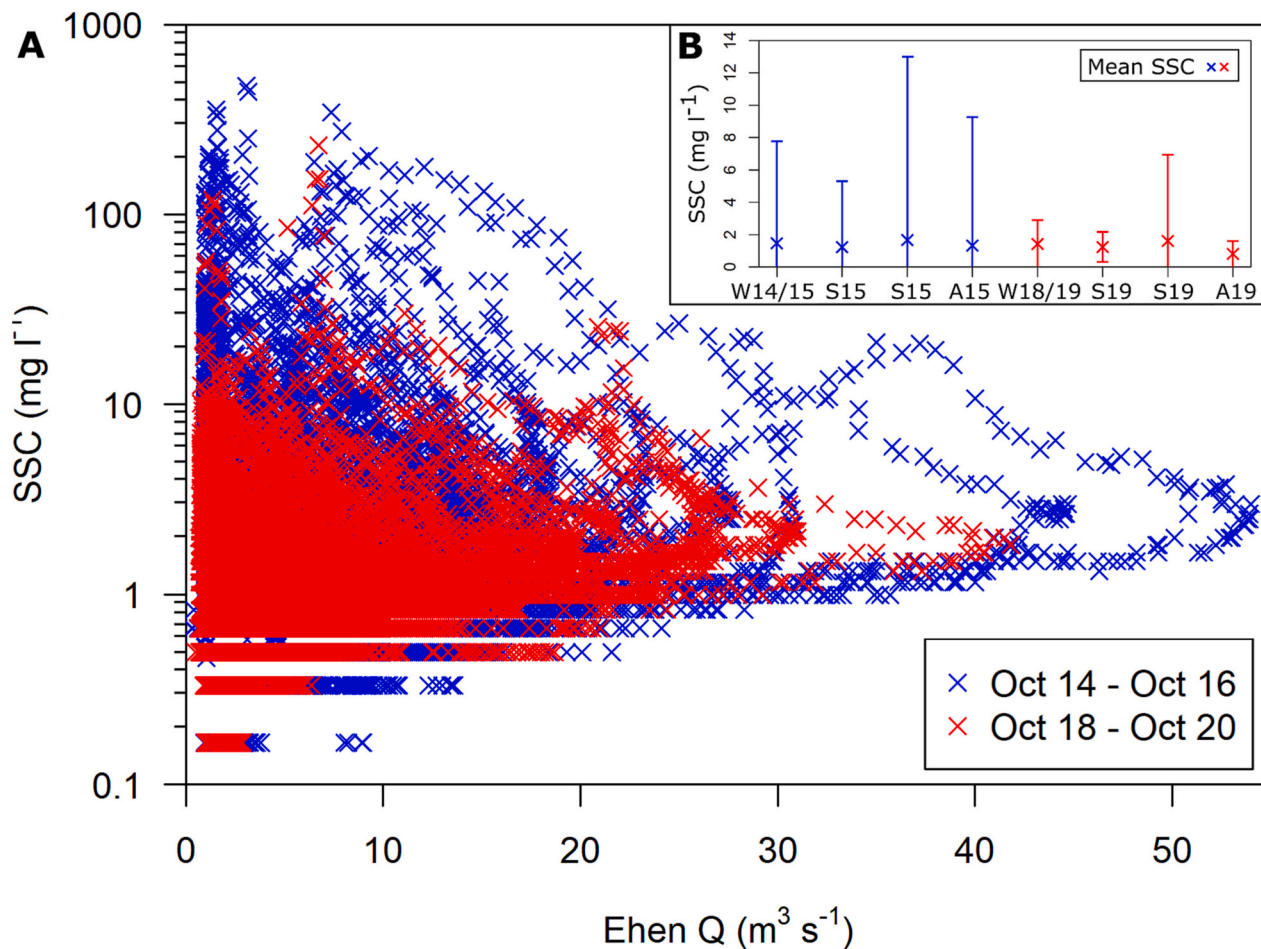 A
1000
100
10
1
0.1
SSC (mg l⁻¹)
0
10
20
30
40
50
Ehen Q (m³ s⁻¹)
Oct 14 - Oct 16
Oct 18 - Oct 20
B
14
12
10
8
6
4
2
0
SSC (mg l⁻¹)
Mean SSC
W14/15 S15 S15 A15 W18/19 S19 S19 A19